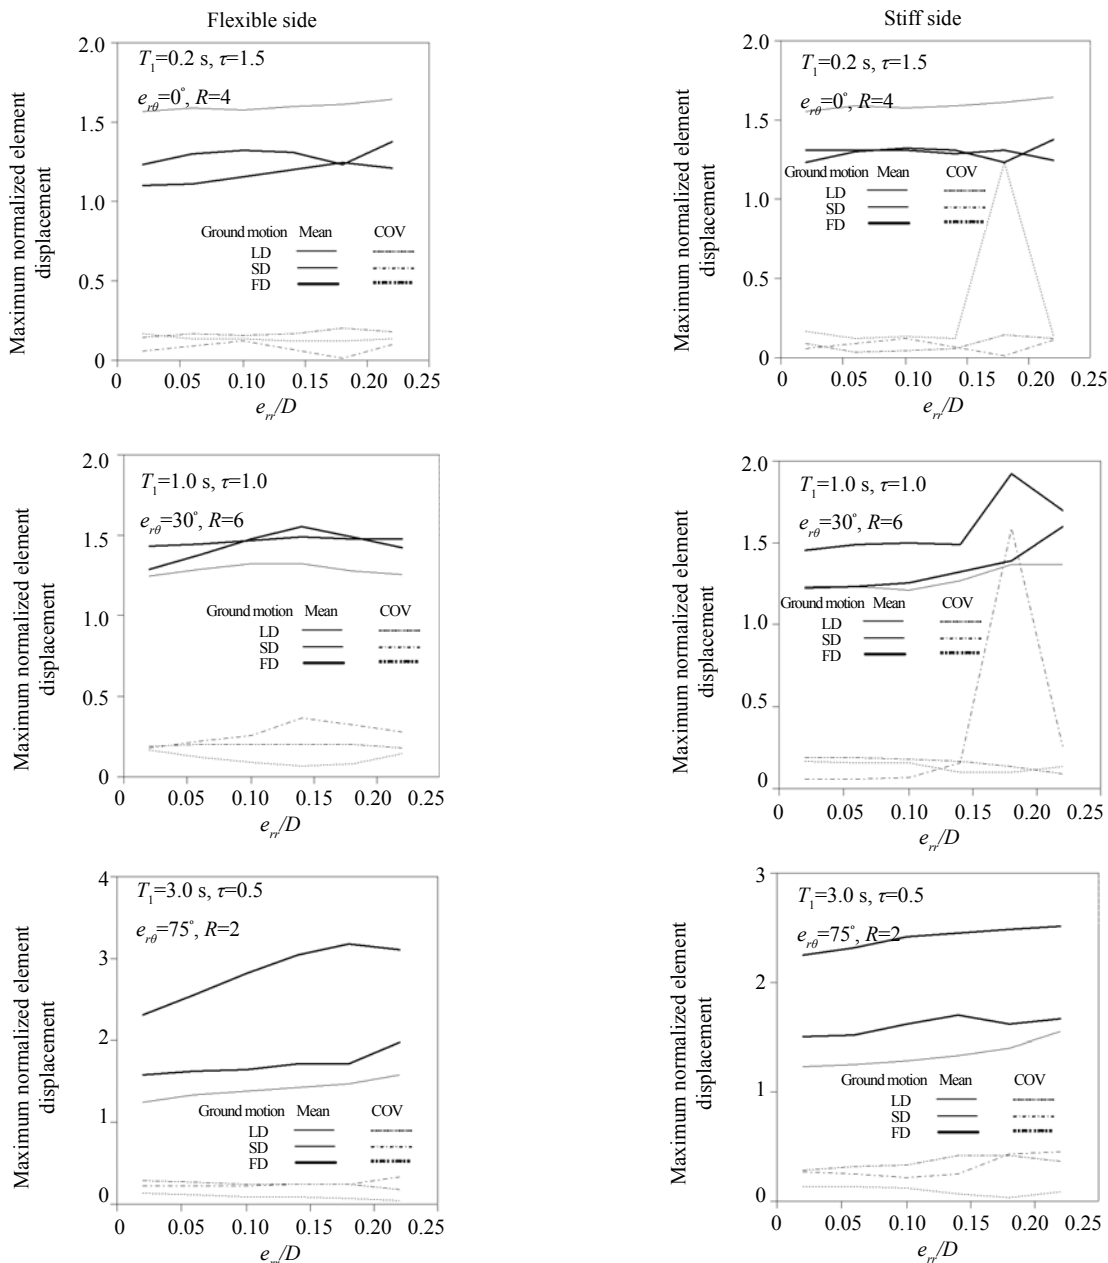 Flexible side
Maximum normalized element
displacement
2.0
1.5
1.0
0.5
0
T1=0.2 s, τ=1.5
erθ=0°, R=4
Ground motion Mean COV
LD
SD
FD
0 0.05 0.10 0.15 0.20 0.25
err/D
Stiff side
Maximum normalized element
displacement
2.0
1.5
1.0
0.5
0
T1=0.2 s, τ=1.5
erθ=0°, R=4
Ground motion Mean COV
LD
SD
FD
0 0.05 0.10 0.15 0.20 0.25
err/D
Maximum normalized element
displacement
2.0
1.5
1.0
0.5
0
T1=1.0 s, τ=1.0
erθ=30°, R=6
Ground motion Mean COV
LD
SD
FD
0 0.05 0.10 0.15 0.20 0.25
err/D
Maximum normalized element
displacement
2.0
1.5
1.0
0.5
0
T1=1.0 s, τ=1.0
erθ=30°, R=6
Ground motion Mean COV
LD
SD
FD
0 0.05 0.10 0.15 0.20 0.25
err/D
Maximum normalized element
displacement
4
3
2
1
0
T1=3.0 s, τ=0.5
erθ=75°, R=2
Ground motion Mean COV
LD
SD
FD
0 0.05 0.10 0.15 0.20 0.25
err/D
Maximum normalized element
displacement
3
2
1
0
T1=3.0 s, τ=0.5
erθ=75°, R=2
Ground motion Mean COV
LD
SD
FD
0 0.05 0.10 0.15 0.20 0.25
err/D